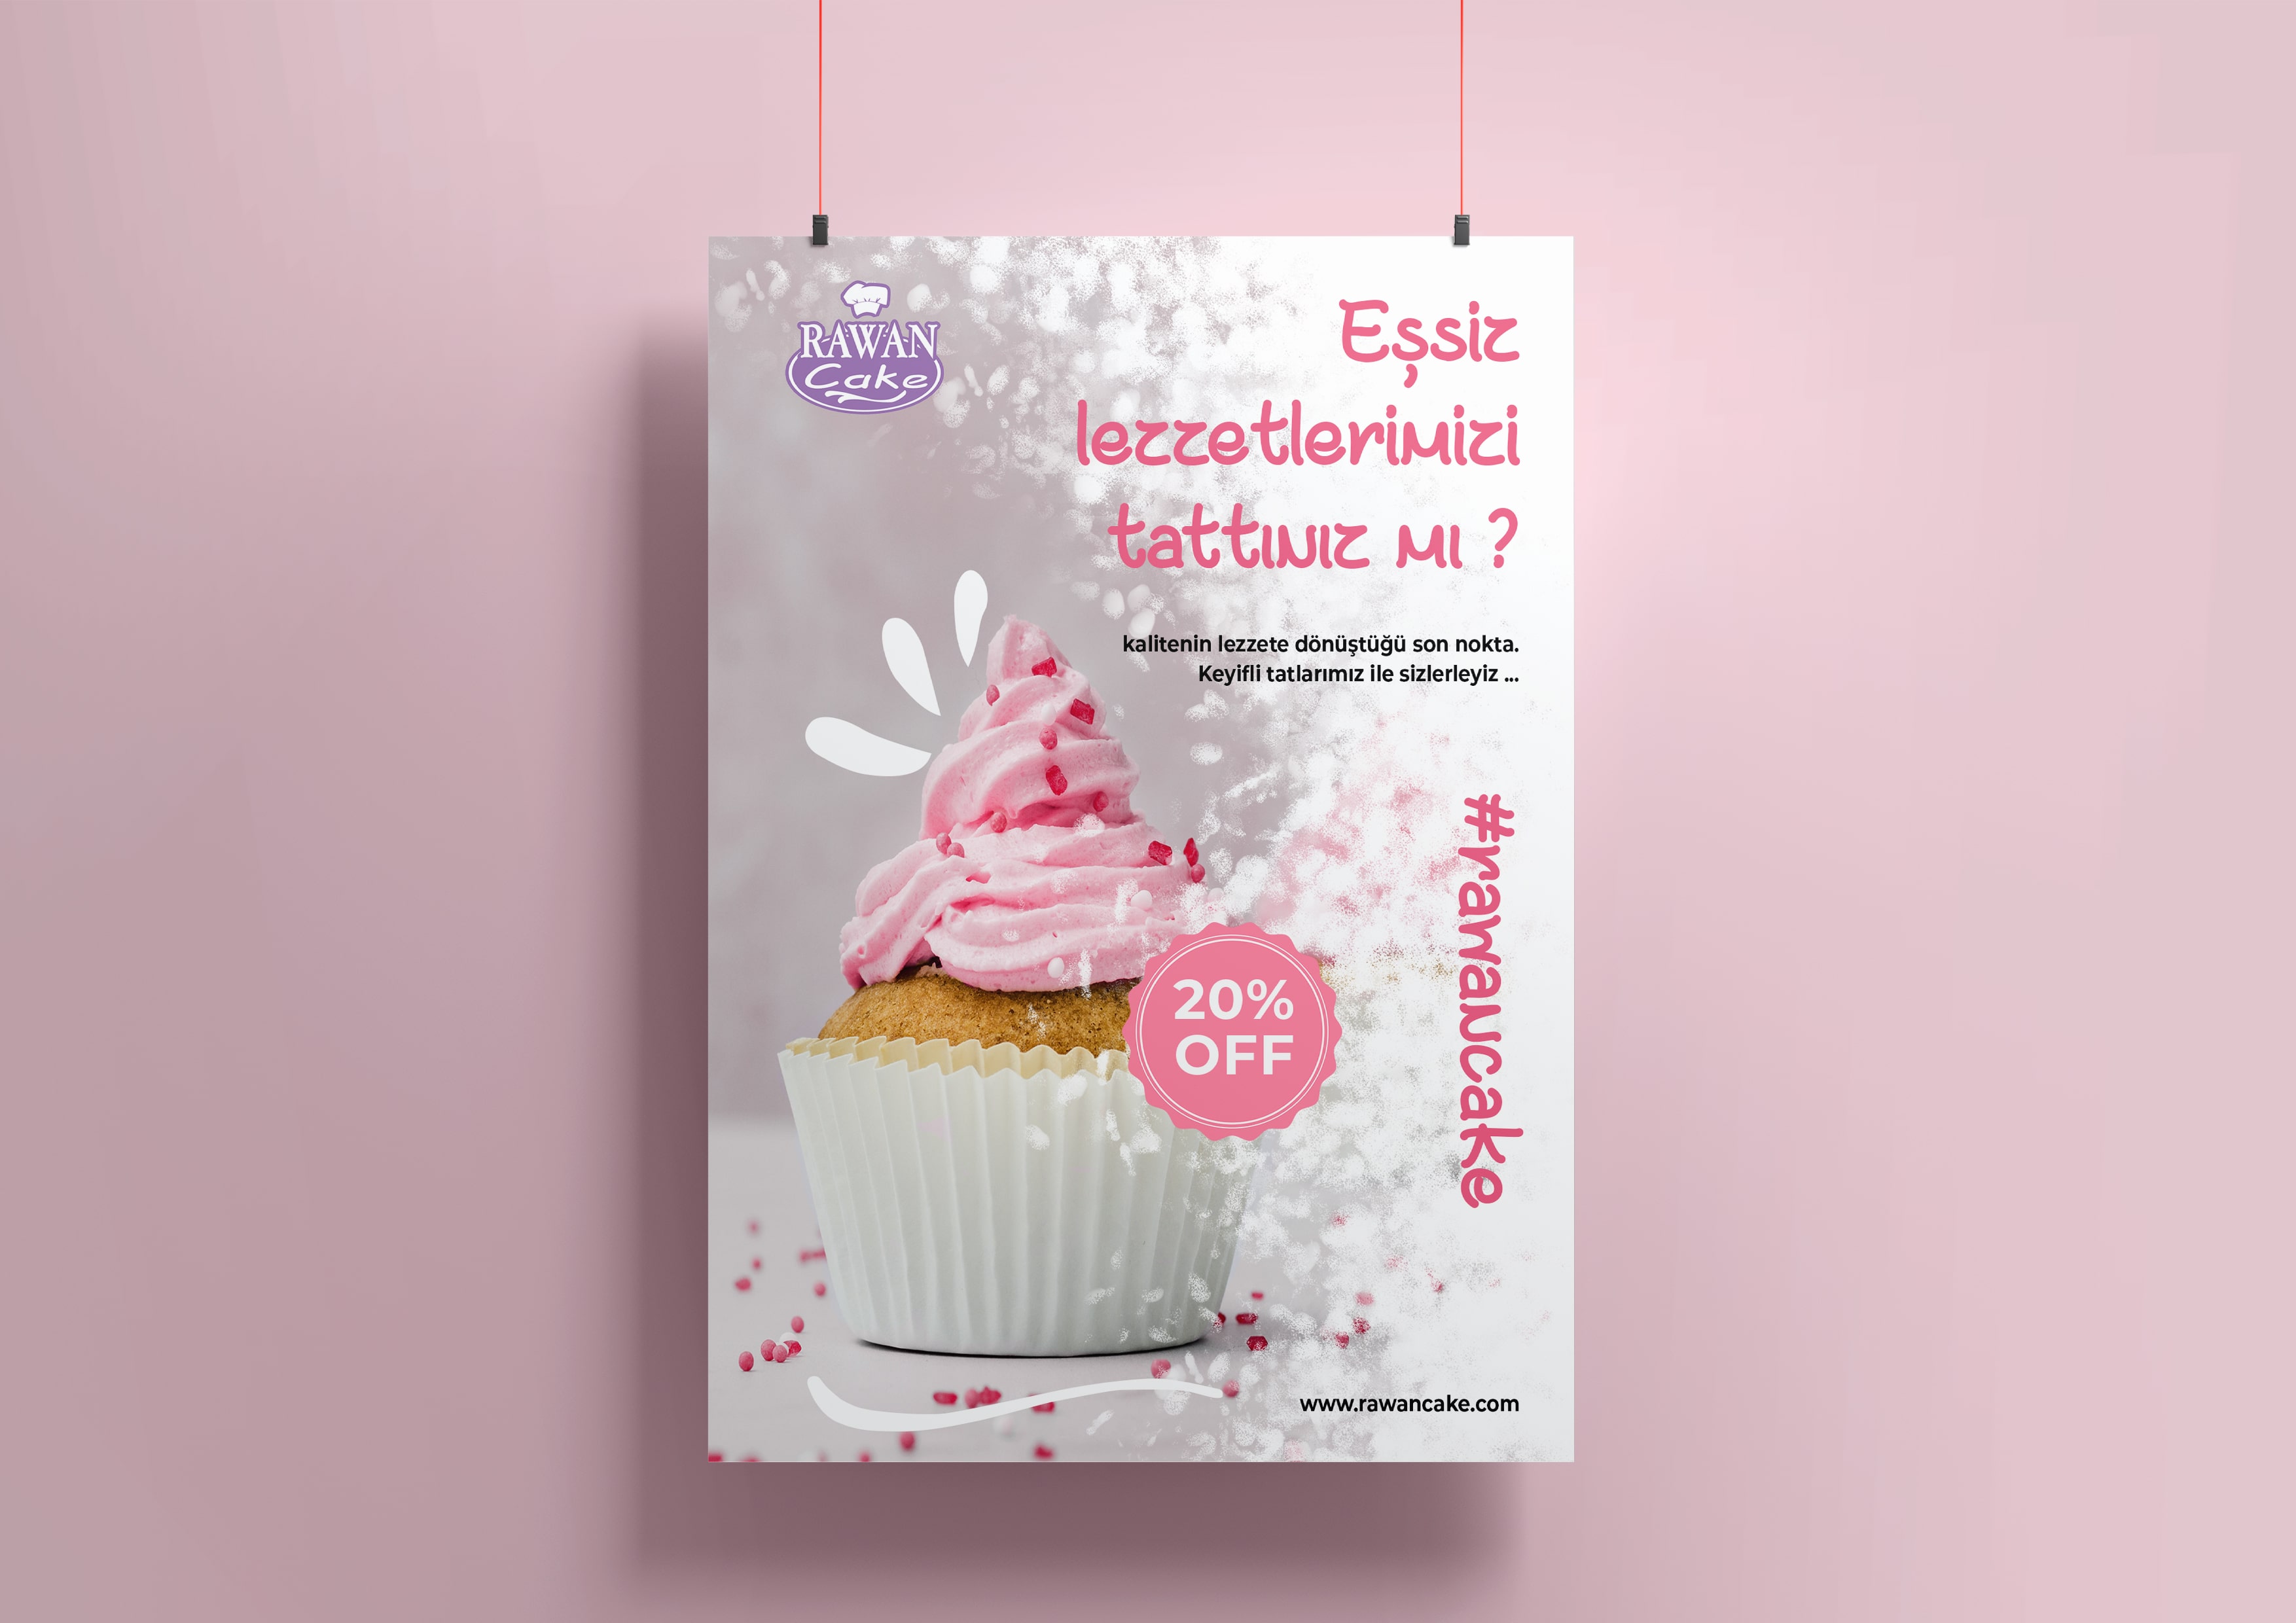 RAWAN
Cake
Eşsiz
lezzetlerimizi
tattınız mı ?
kalitenin lezzete dönüştüğü son nokta.
Keyifli tatlarımız ile sizlerleyiz ...
#rawancake
20%
OFF
www.rawancake.com